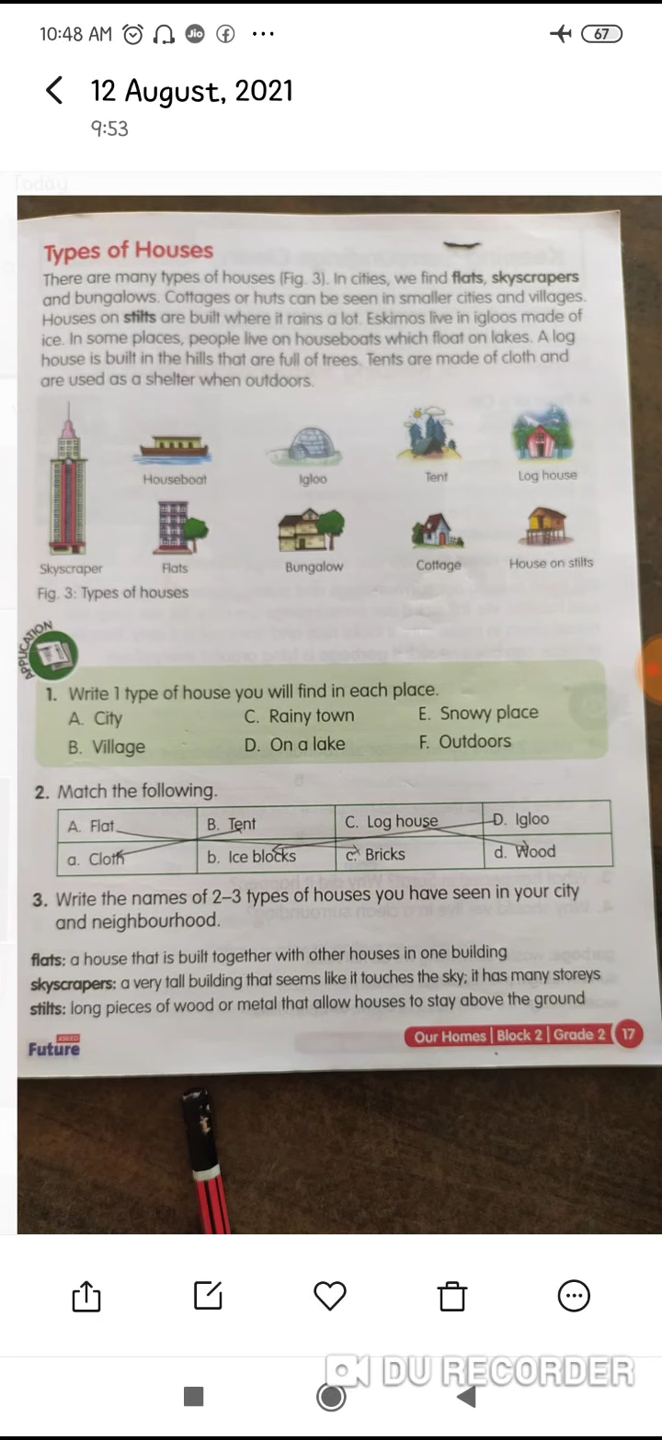 10:48 AM Jio ... 67
12 August, 2021
9:53
Today
Types of Houses
There are many types of houses (Fig. 3). In cities, we find flats, skyscrapers
and bungalows. Cottages or huts can be seen in smaller cities and villages.
Houses on stilts are built where it rains a lot. Eskimos live in igloos made of
ice. In some places, people live on houseboats which float on lakes. A log
house is built in the hills that are full of trees. Tents are made of cloth and
are used as a shelter when outdoors.
Houseboat Igloo Tent Log house
Skyscraper Flats Bungalow Cottage House on stilts
Fig. 3: Types of houses
APPLICATION
1. Write 1 type of house you will find in each place.
A. City C. Rainy town E. Snowy place
B. Village D. On a lake F. Outdoors
2. Match the following.
A. Flat B. Tent C. Log house D. Igloo
a. Cloth b. Ice blocks c. Bricks d. Wood
3. Write the names of 2–3 types of houses you have seen in your city
and neighbourhood.
flats: a house that is built together with other houses in one building
skyscrapers: a very tall building that seems like it touches the sky; it has many storeys
stilts: long pieces of wood or metal that allow houses to stay above the ground
Future
Our Homes | Block 2 | Grade 2 17
DU RECORDER